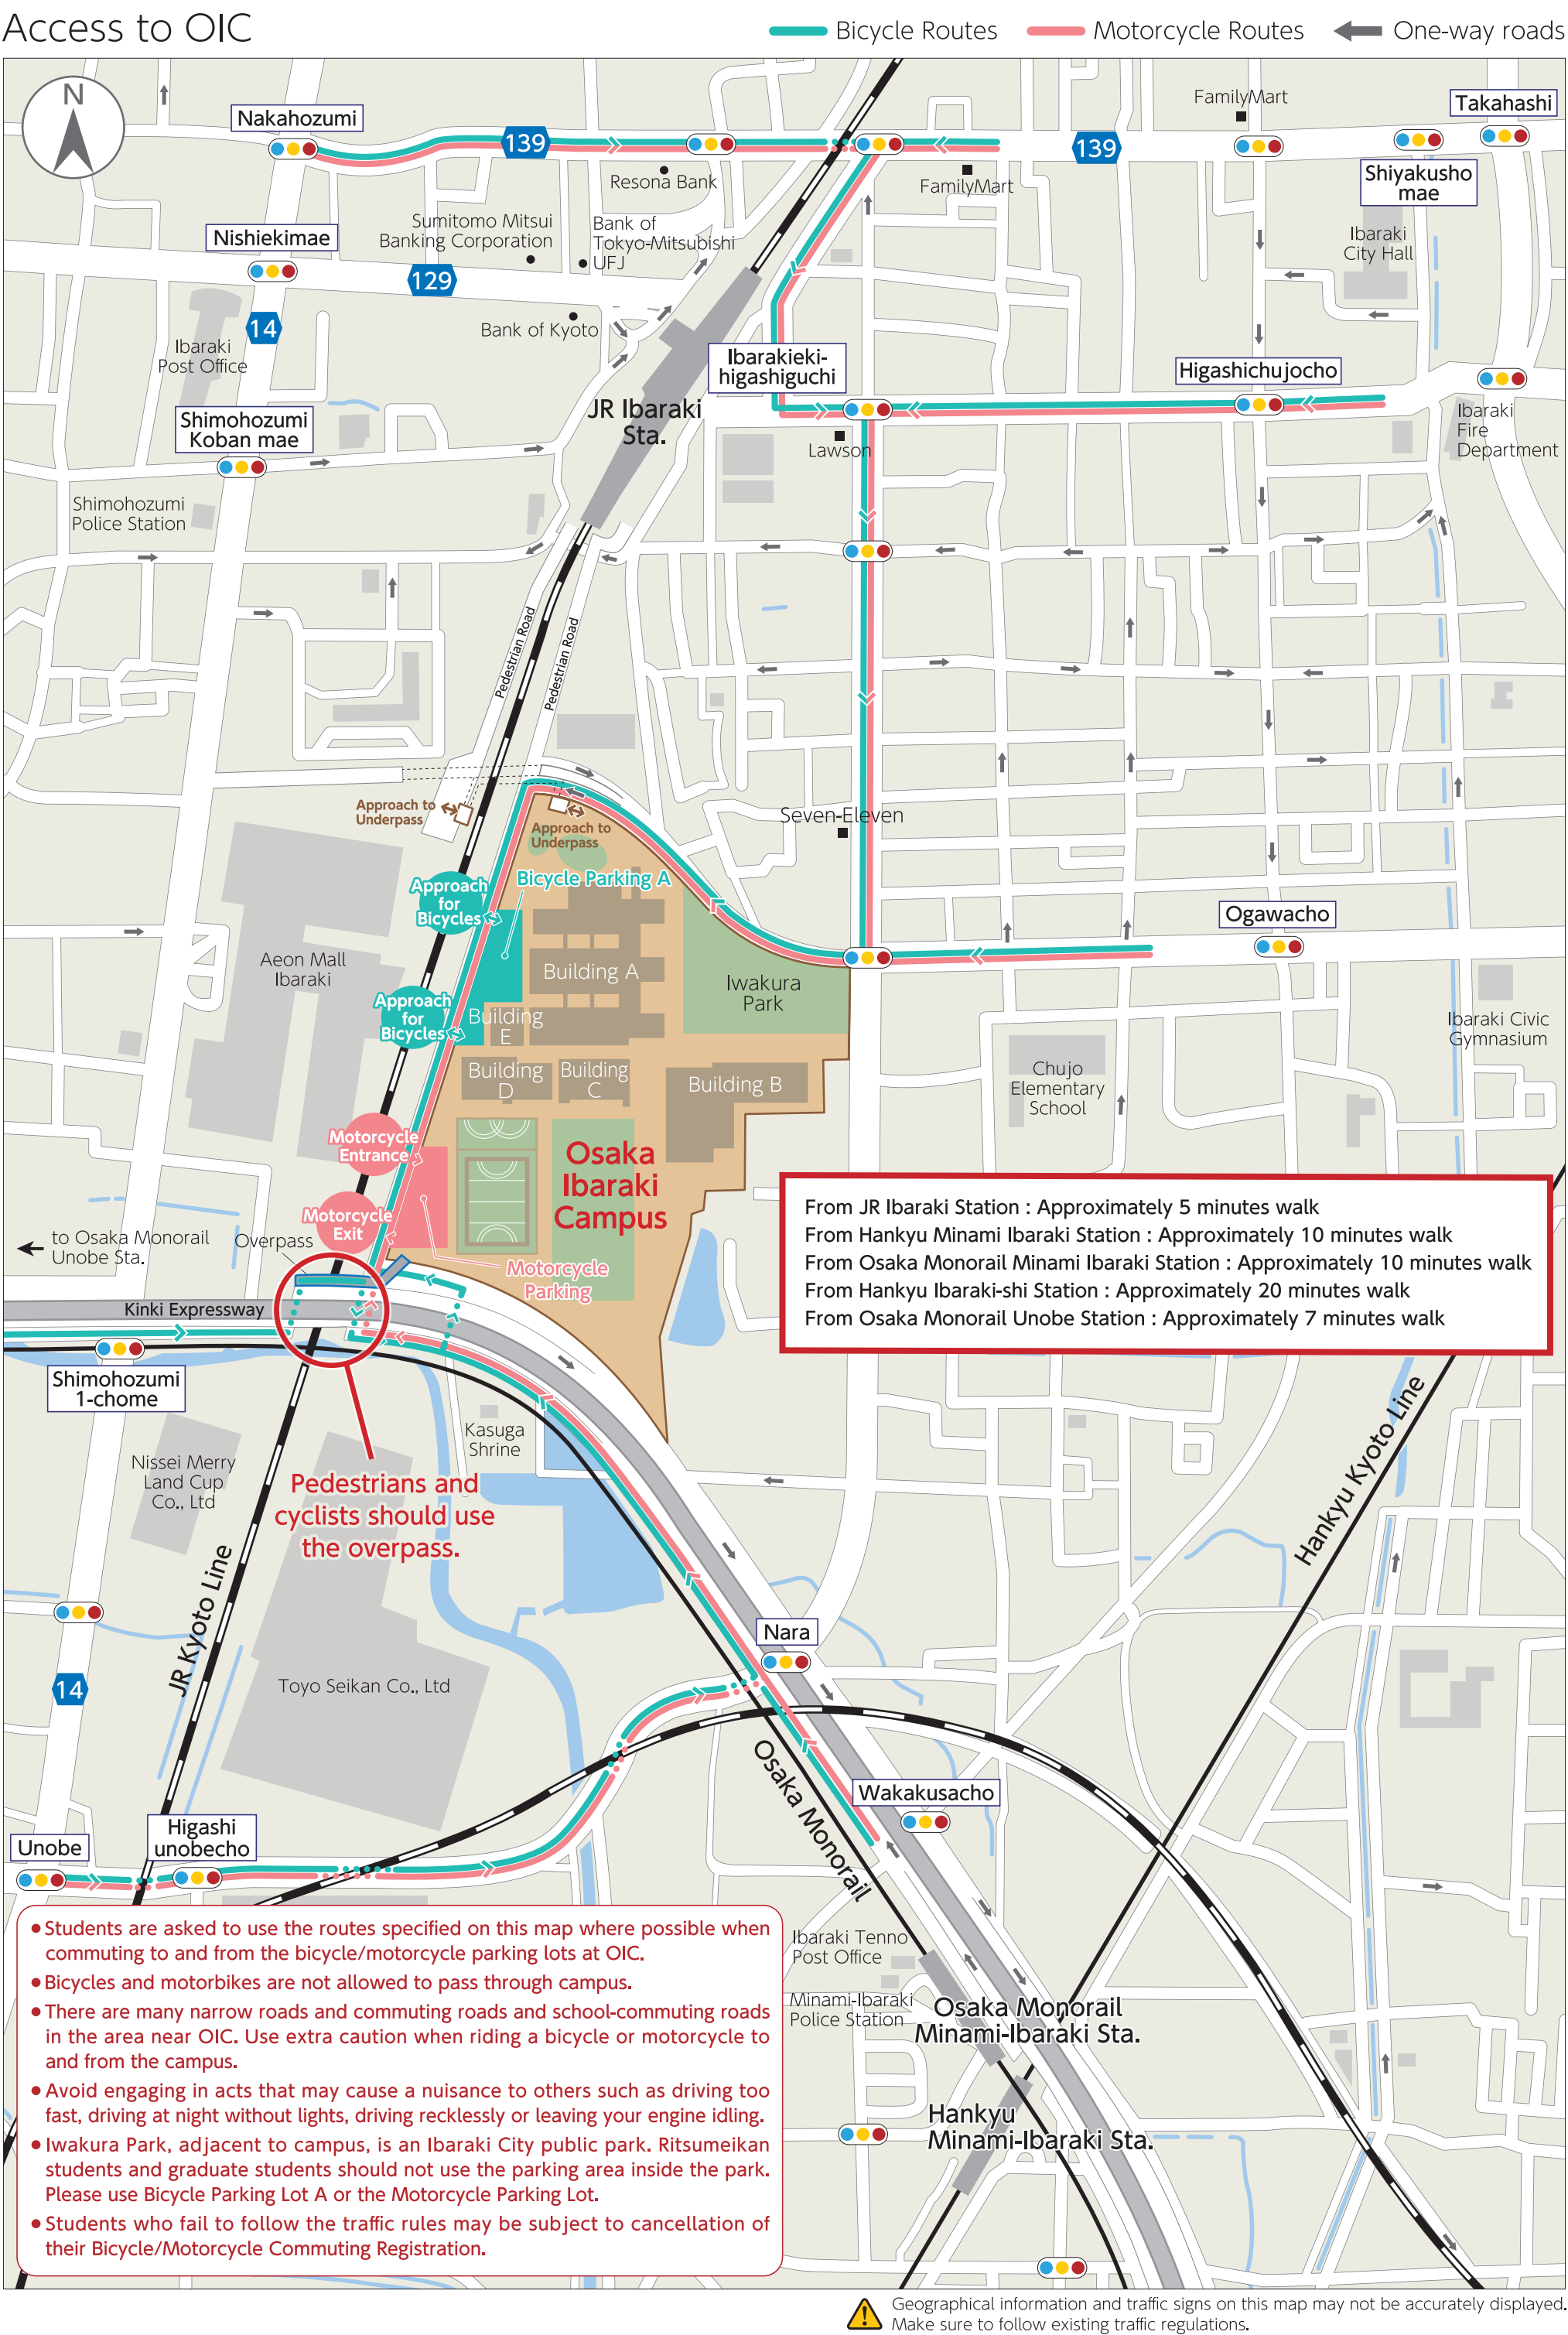 Access to OIC
Bicycle Routes
Motorcycle Routes
One-way roads
N
Nakahozumi
139
Resona Bank
FamilyMart
139
FamilyMart
Takahashi
Shiyakusho
mae
Ibaraki
City Hall
Nishiekimae
Sumitomo Mitsui
Banking Corporation
Bank of
Tokyo-Mitsubishi
UFJ
129
14
Bank of Kyoto
Ibaraki
Post Office
Ibarakieki-
higashiguchi
Higashichujocho
JR Ibaraki
Sta.
Lawson
Ibaraki
Fire
Department
Shimohozumi
Koban mae
Shimohozumi
Police Station
Pedestrian Road
Pedestrian Road
Approach to
Underpass
Approach to
Underpass
Seven-Eleven
Approach
for
Bicycles
Bicycle Parking A
Ogawacho
Aeon Mall
Ibaraki
Building A
Iwakura
Park
Approach
for
Bicycles
Building
E
Ibaraki Civic
Gymnasium
Building
D
Building
C
Building B
Chujo
Elementary
School
Motorcycle
Entrance
Osaka
Ibaraki
Campus
Motorcycle
Exit
From JR Ibaraki Station : Approximately 5 minutes walk
From Hankyu Minami Ibaraki Station : Approximately 10 minutes walk
From Osaka Monorail Minami Ibaraki Station : Approximately 10 minutes walk
From Hankyu Ibaraki-shi Station : Approximately 20 minutes walk
From Osaka Monorail Unobe Station : Approximately 7 minutes walk
to Osaka Monorail
Unobe Sta.
Overpass
Motorcycle
Parking
Kinki Expressway
Shimohozumi
1-chome
Kasuga
Shrine
Nissei Merry
Land Cup
Co., Ltd
Pedestrians and
cyclists should use
the overpass.
Hankyu Kyoto Line
JR Kyoto Line
Nara
14
Toyo Seikan Co., Ltd
Osaka Monorail
Wakakusacho
Unobe
Higashi
unobecho
Ibaraki Tenno
Post Office
Minami-Ibaraki
Police Station
Osaka Monorail
Minami-Ibaraki Sta.
Hankyu
Minami-Ibaraki Sta.
●Students are asked to use the routes specified on this map where possible when
commuting to and from the bicycle/motorcycle parking lots at OIC.
●Bicycles and motorbikes are not allowed to pass through campus.
●There are many narrow roads and commuting roads and school-commuting roads
in the area near OIC. Use extra caution when riding a bicycle or motorcycle to
and from the campus.
●Avoid engaging in acts that may cause a nuisance to others such as driving too
fast, driving at night without lights, driving recklessly or leaving your engine idling.
●Iwakura Park, adjacent to campus, is an Ibaraki City public park. Ritsumeikan
students and graduate students should not use the parking area inside the park.
Please use Bicycle Parking Lot A or the Motorcycle Parking Lot.
●Students who fail to follow the traffic rules may be subject to cancellation of
their Bicycle/Motorcycle Commuting Registration.
Geographical information and traffic signs on this map may not be accurately displayed.
Make sure to follow existing traffic regulations.